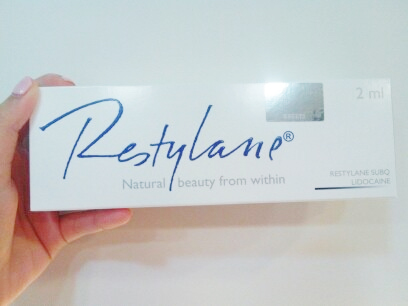 2 ml
Restylane®
Natural beauty from within
RESTYLANE SUBQ
LIDOCAINE